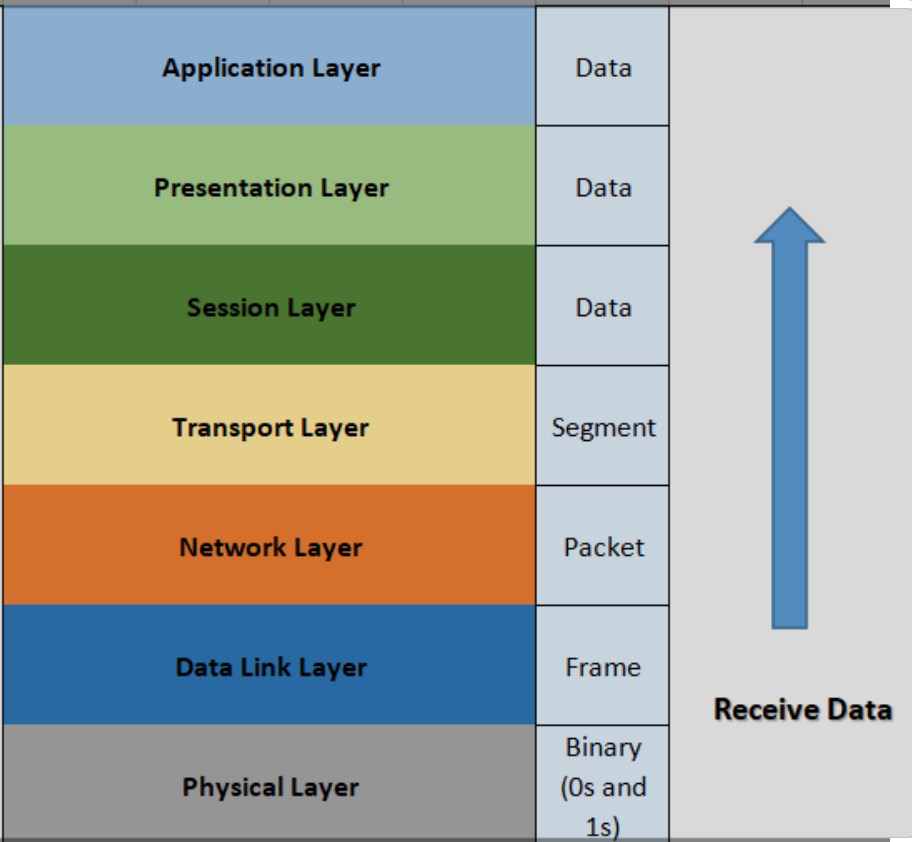 Application Layer
Data
Presentation Layer
Data
Session Layer
Data
Transport Layer
Segment
Network Layer
Packet
Data Link Layer
Frame
Receive Data
Physical Layer
Binary
(0s and
1s)